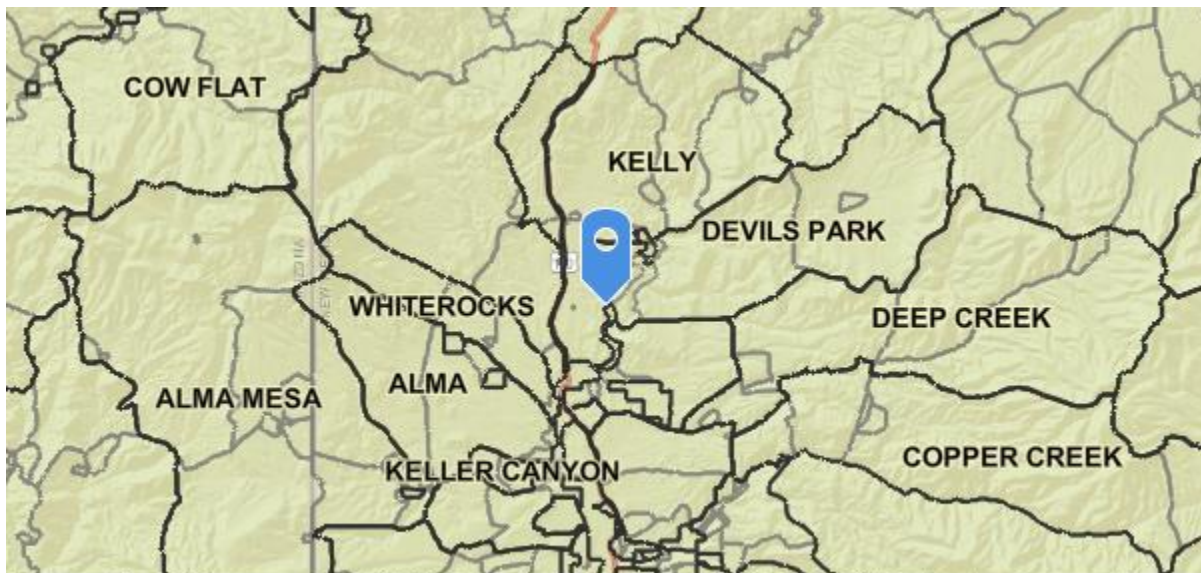 COW FLAT
KELLY
DEVILS PARK
WHITEROCKS
DEEP CREEK
ALMA
ALMA MESA
KELLER CANYON
COPPER CREEK